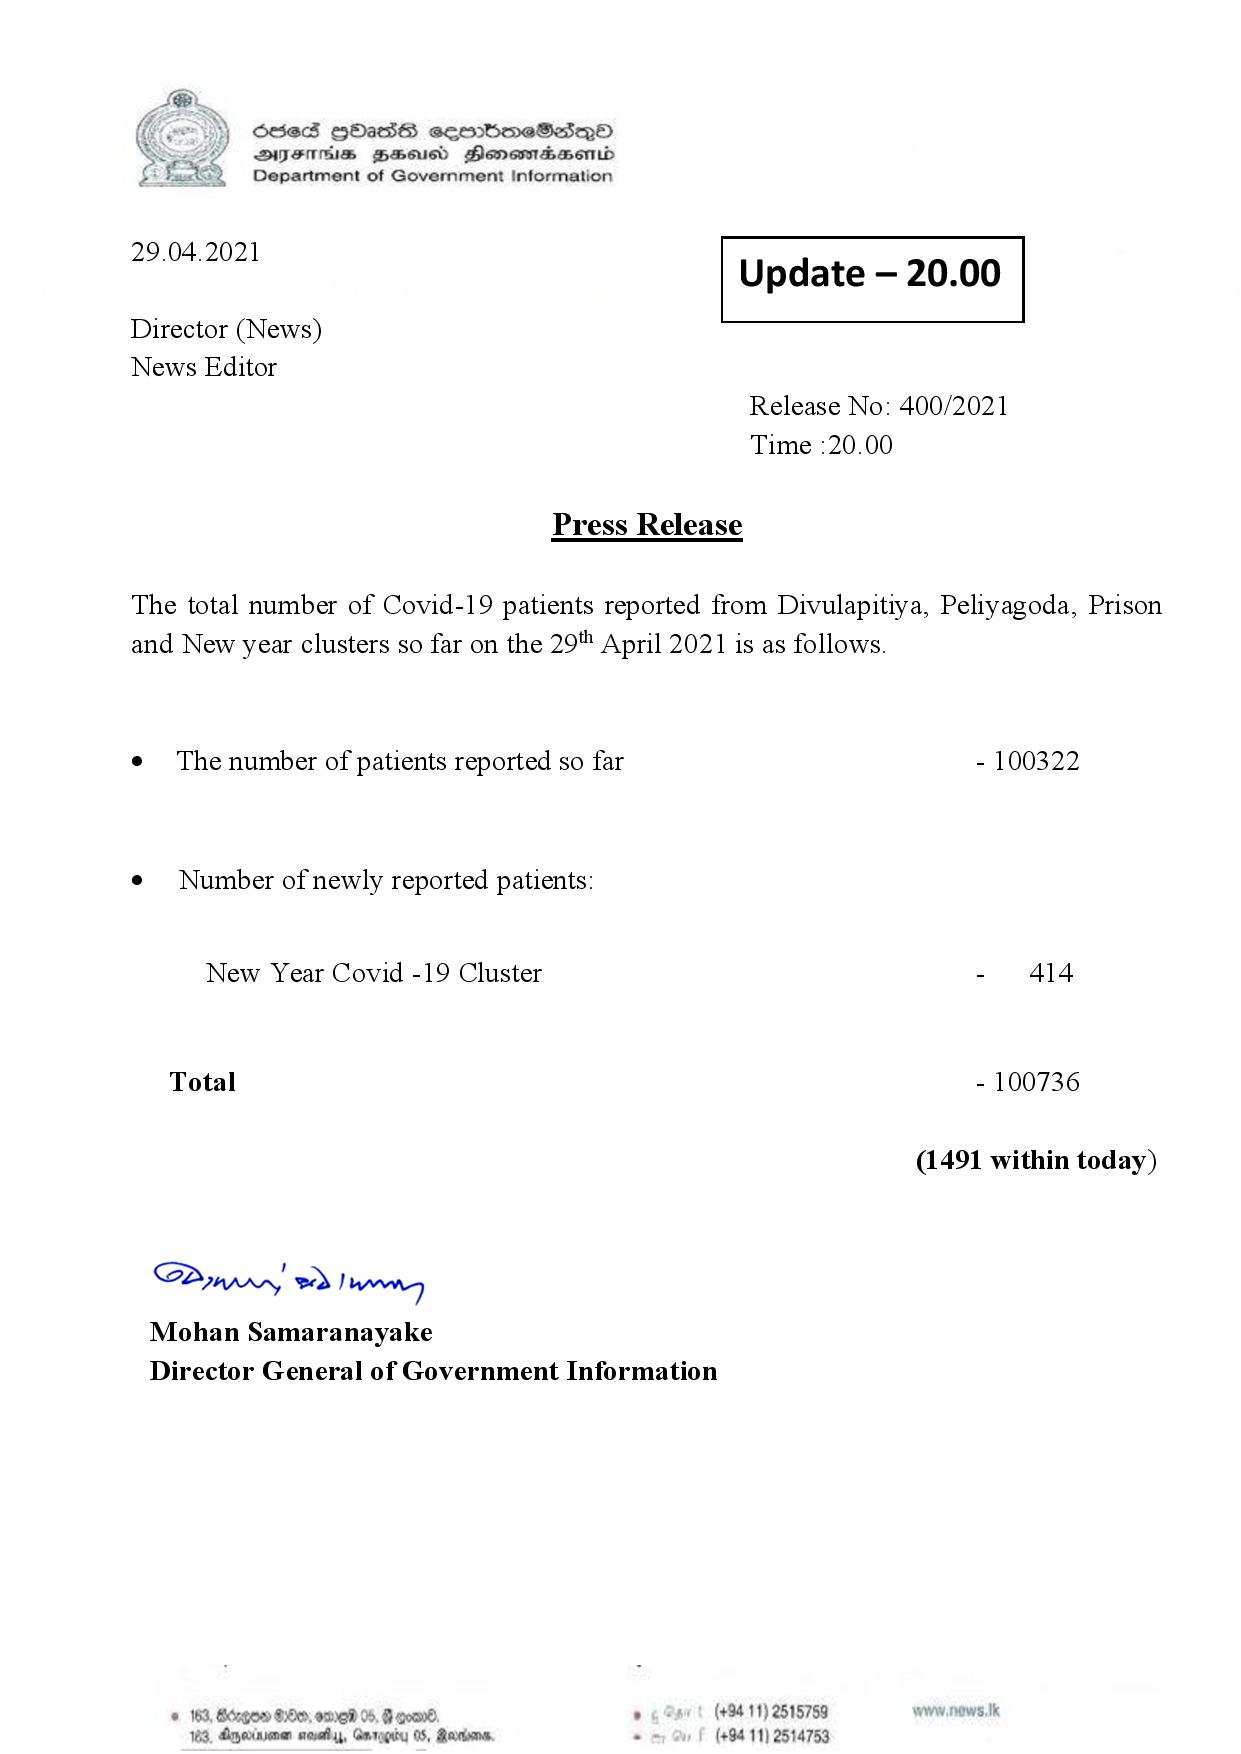 රජයේ ප්‍රවෘත්ති දෙපාර්තමේන්තුව
அரசாங்க தகவல் திணைக்களம்
Department of Government Information
29.04.2021
Update – 20.00
Director (News)
News Editor
Release No: 400/2021
Time :20.00
Press Release
The total number of Covid-19 patients reported from Divulapitiya, Peliyagoda, Prison
and New year clusters so far on the 29th April 2021 is as follows.
• The number of patients reported so far - 100322
• Number of newly reported patients:
New Year Covid -19 Cluster - 414
Total - 100736
(1491 within today)
Mohan Samaranayake
Director General of Government Information
163, කිරුලපන මාවත, කොළඹ 05, ශ්‍රී ලංකාව.
163, கிருலப்பனை எவனியூ, கொழும்பு 05, இலங்கை.
(+94 11) 2515759
(+94 11) 2514753
www.news.lk